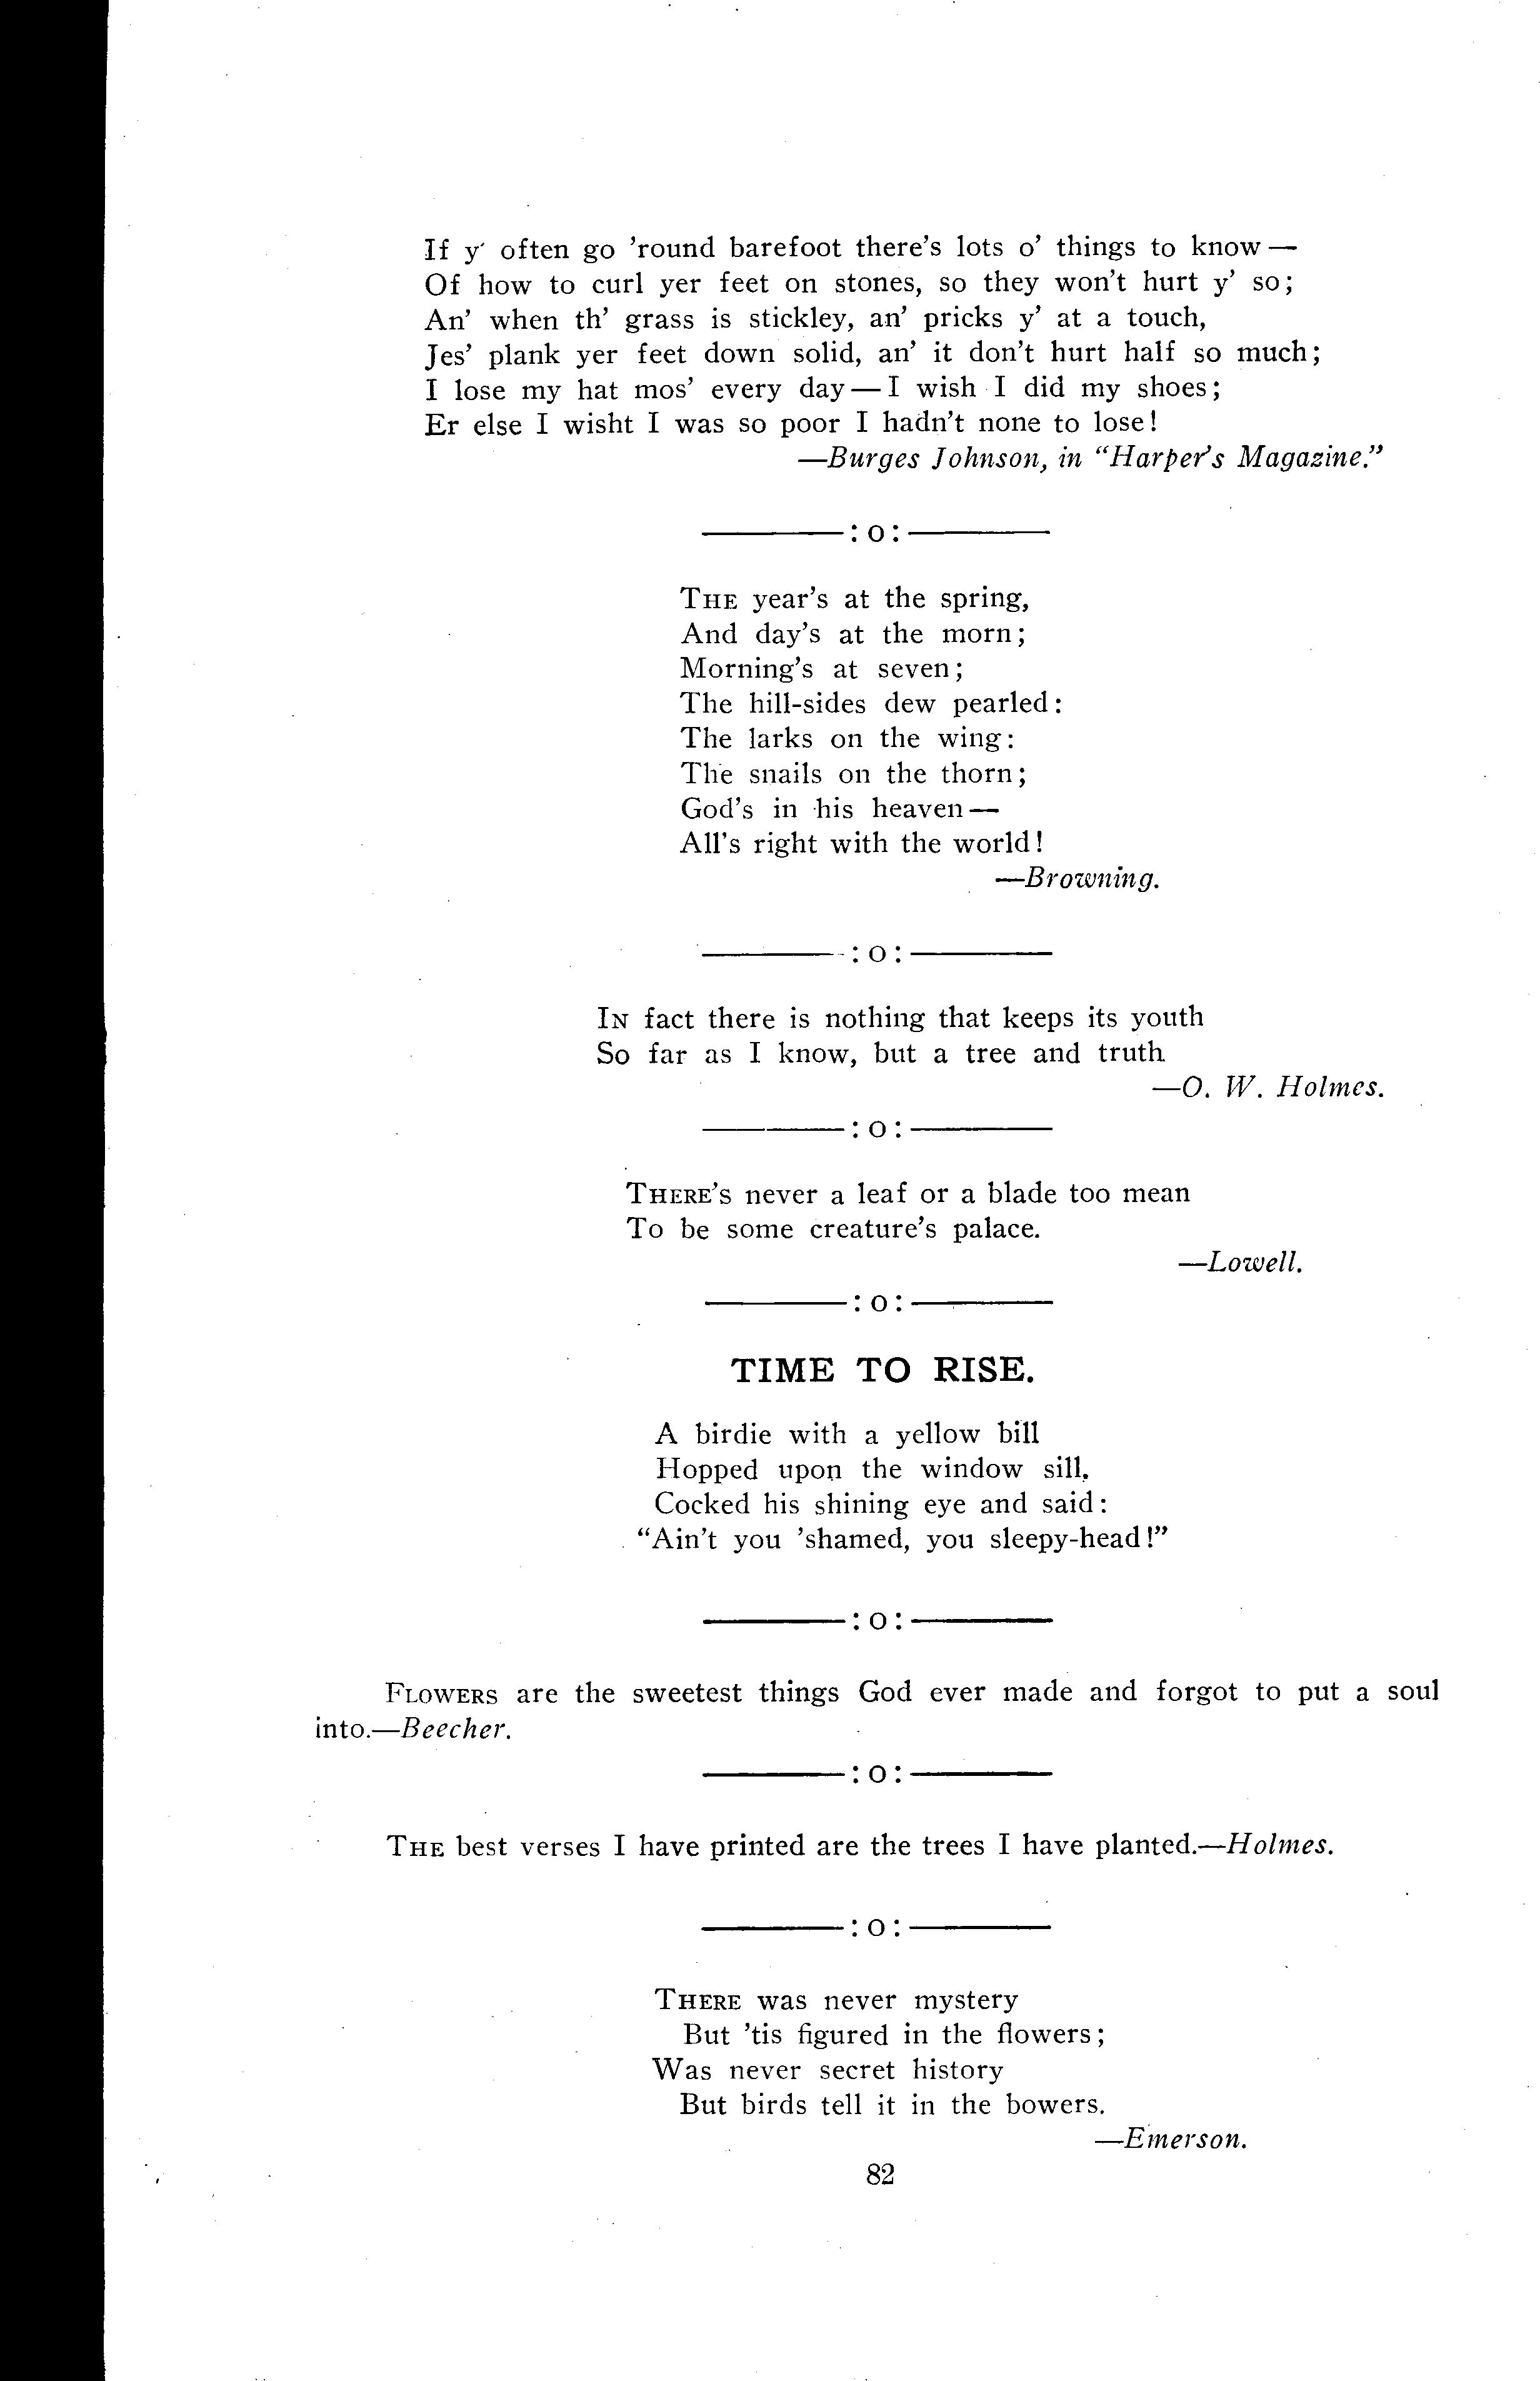 If y' often go 'round barefoot there's lots o' things to know —
Of how to curl yer feet on stones, so they won't hurt y' so;
An' when th' grass is stickley, an' pricks y' at a touch,
Jes' plank yer feet down solid, an' it don't hurt half so much;
I lose my hat mos' every day — I wish I did my shoes;
Er else I wisht I was so poor I hadn't none to lose!
—Burges Johnson, in "Harper's Magazine."
———: o :———
THE year's at the spring,
And day's at the morn;
Morning's at seven;
The hill-sides dew pearled:
The larks on the wing:
The snails on the thorn;
God's in his heaven —
All's right with the world!
—Browning.
———: o :———
IN fact there is nothing that keeps its youth
So far as I know, but a tree and truth
—O. W. Holmes.
———: o :———
THERE'S never a leaf or a blade too mean
To be some creature's palace.
—Lowell.
———: o :———
TIME TO RISE.
A birdie with a yellow bill
Hopped upon the window sill,
Cocked his shining eye and said:
"Ain't you 'shamed, you sleepy-head!"
———: o :———
FLOWERS are the sweetest things God ever made and forgot to put a soul
into.—Beecher.
———: o :———
THE best verses I have printed are the trees I have planted.—Holmes.
———: o :———
THERE was never mystery
But 'tis figured in the flowers;
Was never secret history
But birds tell it in the bowers.
—Emerson.
82